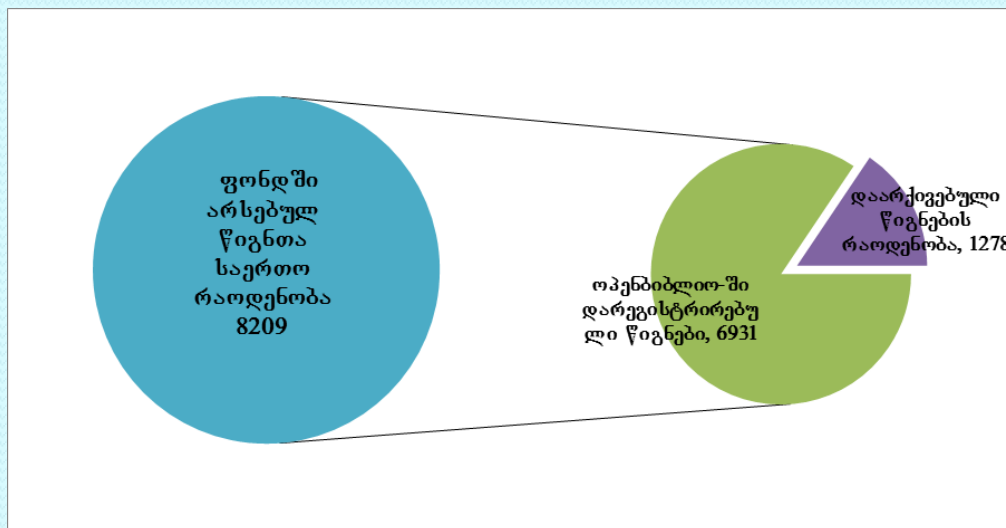 ფონდში
არსებულ
წიგნთა
საერთო
რაოდენობა
8209
ოპენბიბლიო-ში
დარეგისტრირებუ
ლი წიგნები, 6931
დაარქივებული
წიგნების
რაოდენობა, 1278